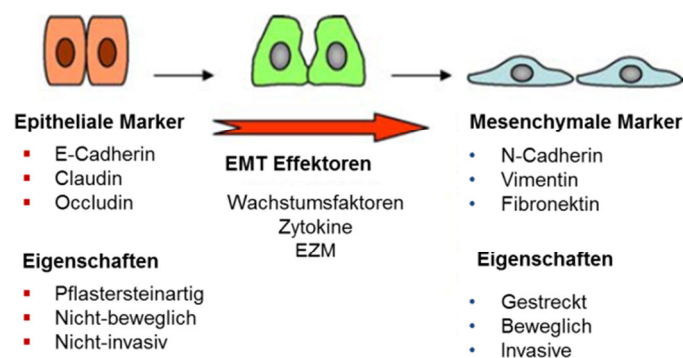 Epitheliale Marker
E-Cadherin
Claudin
Occludin
Eigenschaften
Pflastersteinartig
Nicht-beweglich
Nicht-invasiv
EMT Effektoren
Wachstumsfaktoren
Zytokine
EZM
Mesenchymale Marker
N-Cadherin
Vimentin
Fibronektin
Eigenschaften
Gestreckt
Beweglich
Invasive